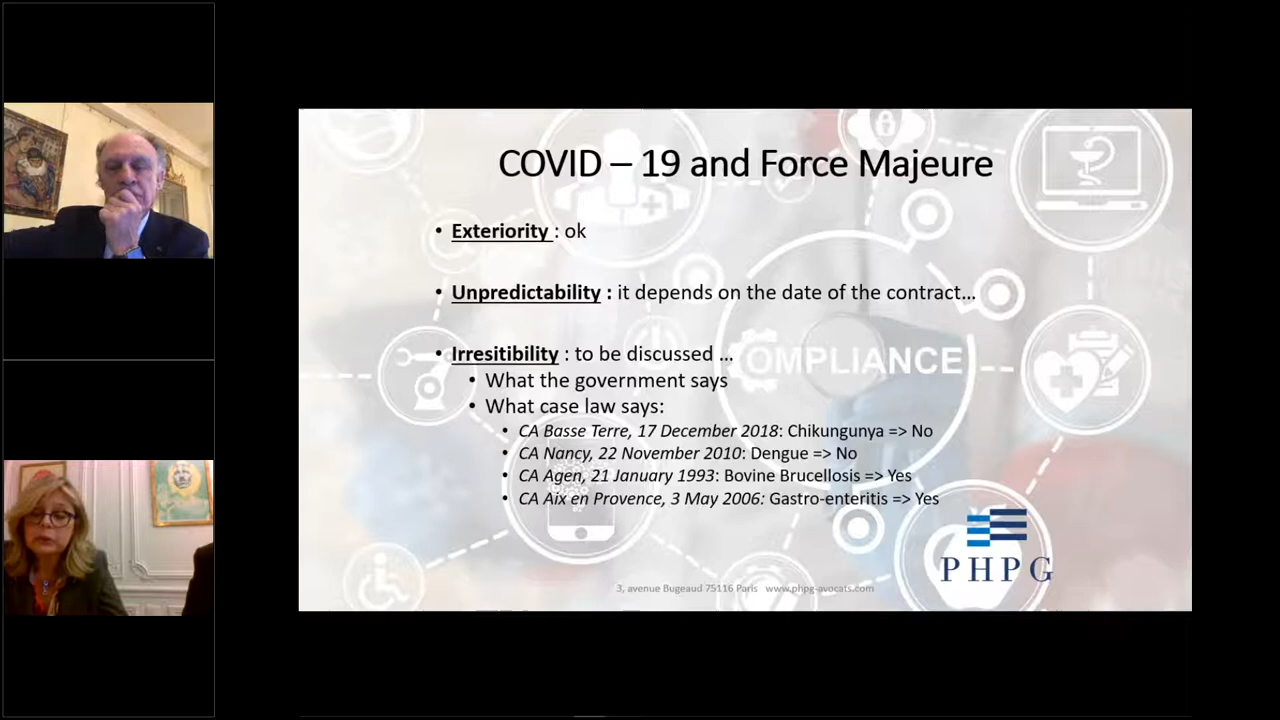 COVID – 19 and Force Majeure
• Exteriority : ok
• Unpredictability : it depends on the date of the contract…
• Irresitibility : to be discussed …
• What the government says
• What case law says:
• CA Basse Terre, 17 December 2018: Chikungunya => No
• CA Nancy, 22 November 2010: Dengue => No
• CA Agen, 21 January 1993: Bovine Brucellosis => Yes
• CA Aix en Provence, 3 May 2006: Gastro-enteritis => Yes
OMPLIANCE
PHPG
3, avenue Bugeaud 75116 Paris www.phpg-avocats.com